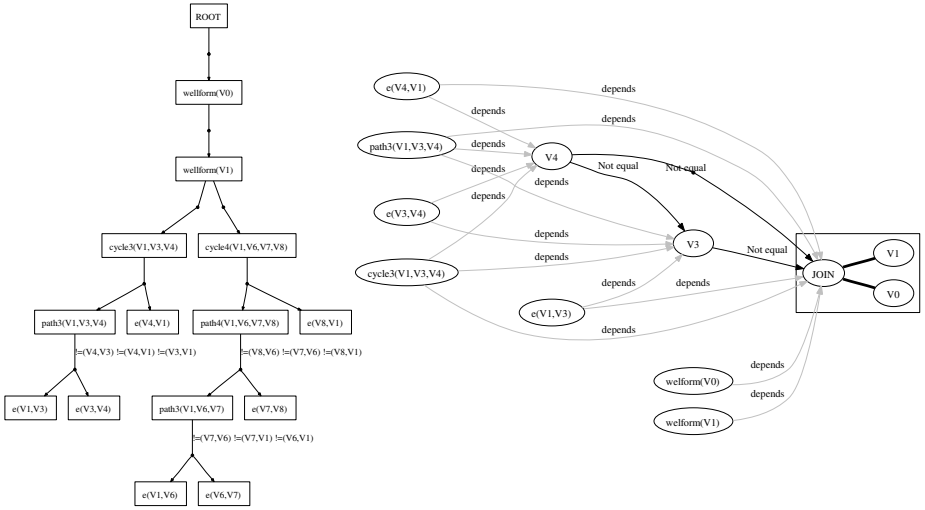 ROOT
wellform(V0)
wellform(V1)
cycle3(V1,V3,V4)
cycle4(V1,V6,V7,V8)
path3(V1,V3,V4)
e(V4,V1)
path4(V1,V6,V7,V8)
e(V8,V1)
!=(V4,V3) !=(V4,V1) !=(V3,V1)
!=(V8,V6) !=(V7,V6) !=(V8,V1)
e(V1,V3)
e(V3,V4)
path3(V1,V6,V7)
e(V7,V8)
!=(V7,V6) !=(V7,V1) !=(V6,V1)
e(V1,V6)
e(V6,V7)
e(V4,V1)
depends
depends
path3(V1,V3,V4)
depends
depends
V4
Not equal
Not equal
depends
depends
depends
e(V3,V4)
depends
V3
Not equal
V1
depends
cycle3(V1,V3,V4)
JOIN
depends
depends
V0
e(V1,V3)
depends
depends
welform(V0)
depends
welform(V1)